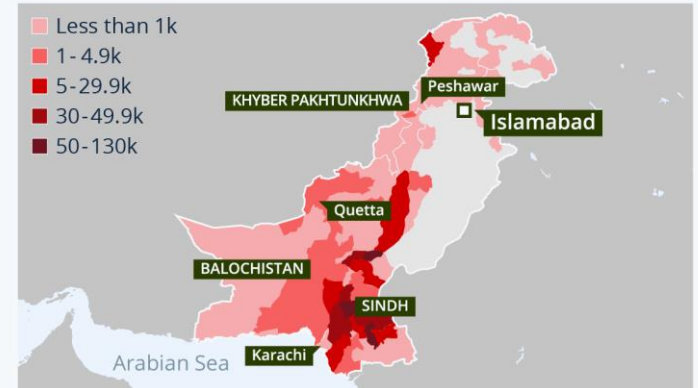 Less than 1k
1-4.9k
5-29.9k
30-49.9k
50-130k
Peshawar
KHYBER PAKHTUNKHWA
Islamabad
Quetta
BALOCHISTAN
SINDH
Karachi
Arabian Sea